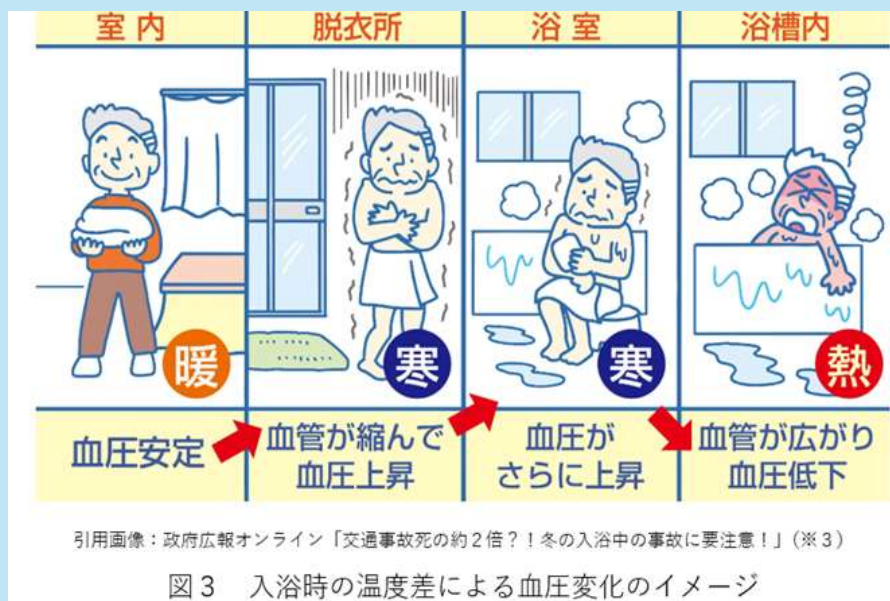 室内
脱衣所
浴室
浴槽内
暖
寒
寒
熱
血圧安定
血管が縮んで
血圧上昇
血圧が
さらに上昇
血管が広がり
血圧低下
引用画像：政府広報オンライン「交通事故死の約２倍？！冬の入浴中の事故に要注意！」（※３）
図３　入浴時の温度差による血圧変化のイメージ